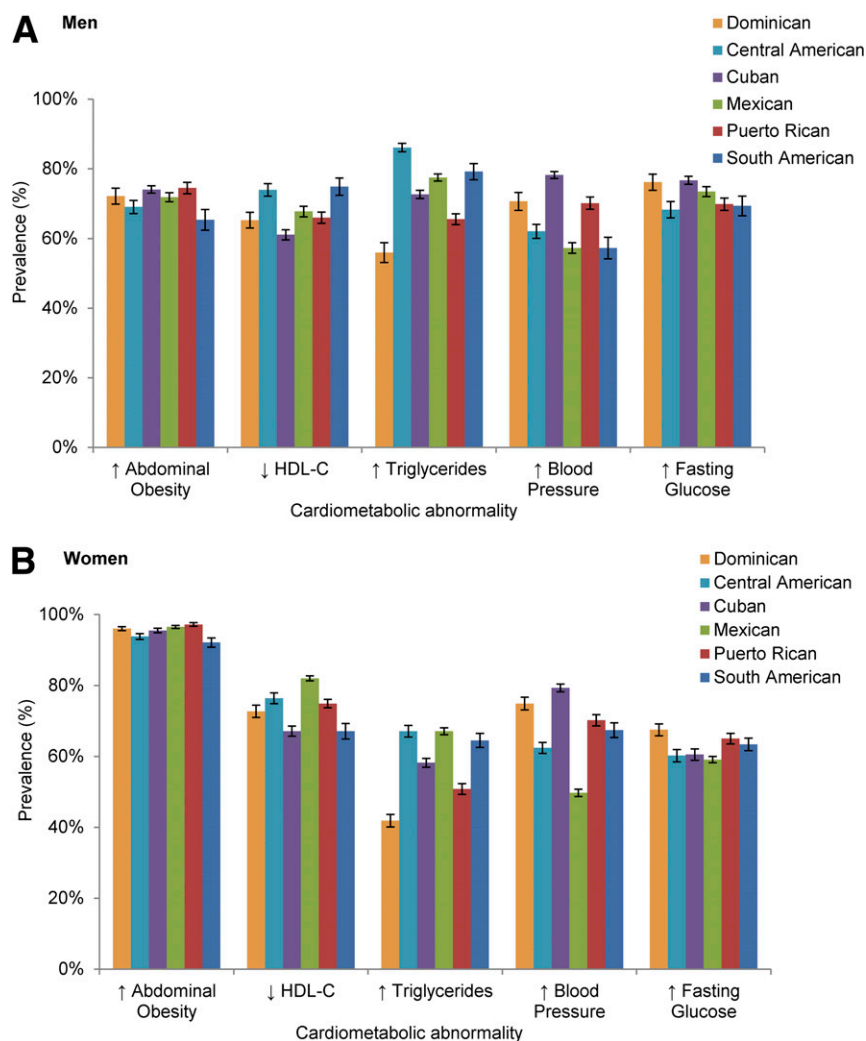 A Men
Dominican
Central American
Cuban
Mexican
Puerto Rican
South American
100%
80%
60%
40%
20%
0%
Prevalence (%)
↑ Abdominal
Obesity
↓ HDL-C
↑ Triglycerides
↑ Blood
Pressure
↑ Fasting
Glucose
Cardiometabolic abnormality
B Women
Dominican
Central American
Cuban
Mexican
Puerto Rican
South American
100%
80%
60%
40%
20%
0%
Prevalence (%)
↑ Abdominal
Obesity
↓ HDL-C
↑ Triglycerides
↑ Blood
Pressure
↑ Fasting
Glucose
Cardiometabolic abnormality